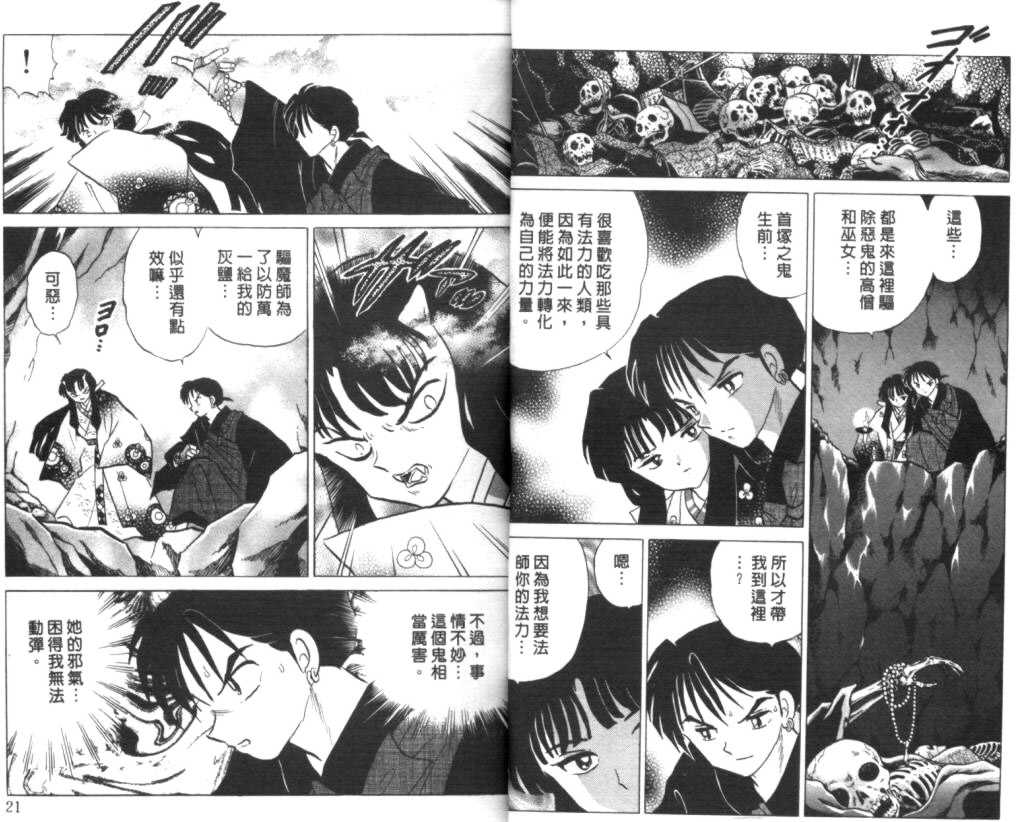 ゴゴ
這些…
都是來這裡驅
除惡鬼的高僧
和巫女…
首塚之鬼
生前…
很喜歡吃那些具
有法力的人類，
因為如此一來，
便能將法力轉化
為自己的力量。
所以才帶
我到這裡
…？
嗯…
因為我想要法
師你的法力…
！
驅魔師為
了以防萬
一給我的
灰鹽…
似乎還有點
效嘛…
可惡…
不過，事
情不妙…
這個鬼相
當厲害。
她的邪氣…
困得我無法
動彈。
21